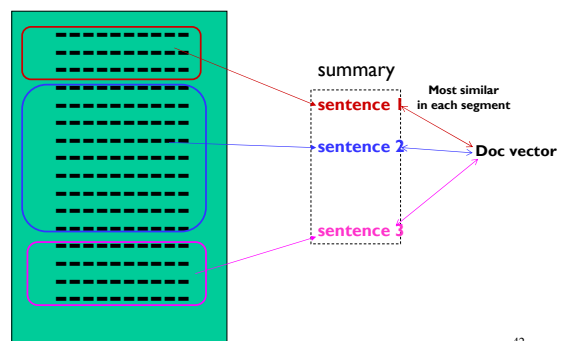 summary
Most similar
in each segment
sentence 1
sentence 2
Doc vector
sentence 3